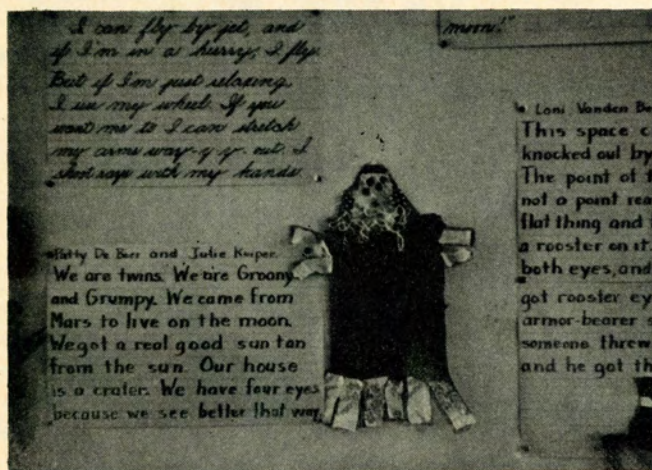 I can fly by jet, and
if I'm in a hurry, I fly.
But if I'm just relaxing,
I use my wheel. If you
want me to I can stretch
my arms way-y-y- out. I
shoot rays with my hands.
moon!"
Patty De Boer and Julie Kuiper.
We are twins. We are Groany
and Grumpy. We came from
Mars to live on the moon.
We got a real good sun tan
from the sun. Our house
is a crater. We have four eyes
because we see better that way.
Loni Vanden Bo
This space c
knocked out by
The point of t
not a point rea
flat thing and
a rooster on it.
both eyes, and
got rooster ey
armor-bearer s
someone threw
and he got th